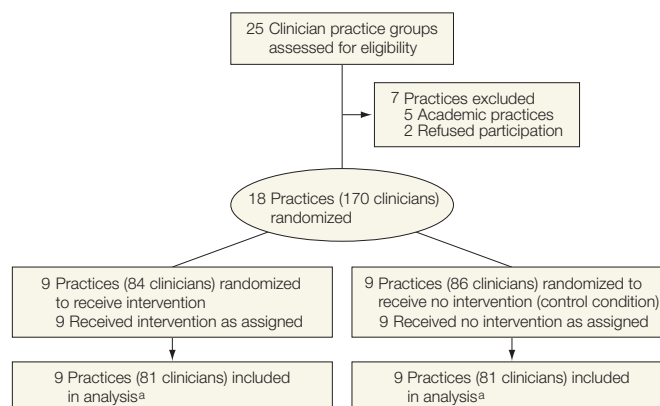 25 Clinician practice groups
assessed for eligibility
7 Practices excluded
5 Academic practices
2 Refused participation
18 Practices (170 clinicians)
randomized
9 Practices (84 clinicians) randomized
to receive intervention
9 Received intervention as assigned
9 Practices (86 clinicians) randomized to
receive no intervention (control condition)
9 Received no intervention as assigned
9 Practices (81 clinicians) included
in analysisa
9 Practices (81 clinicians) included
in analysisa